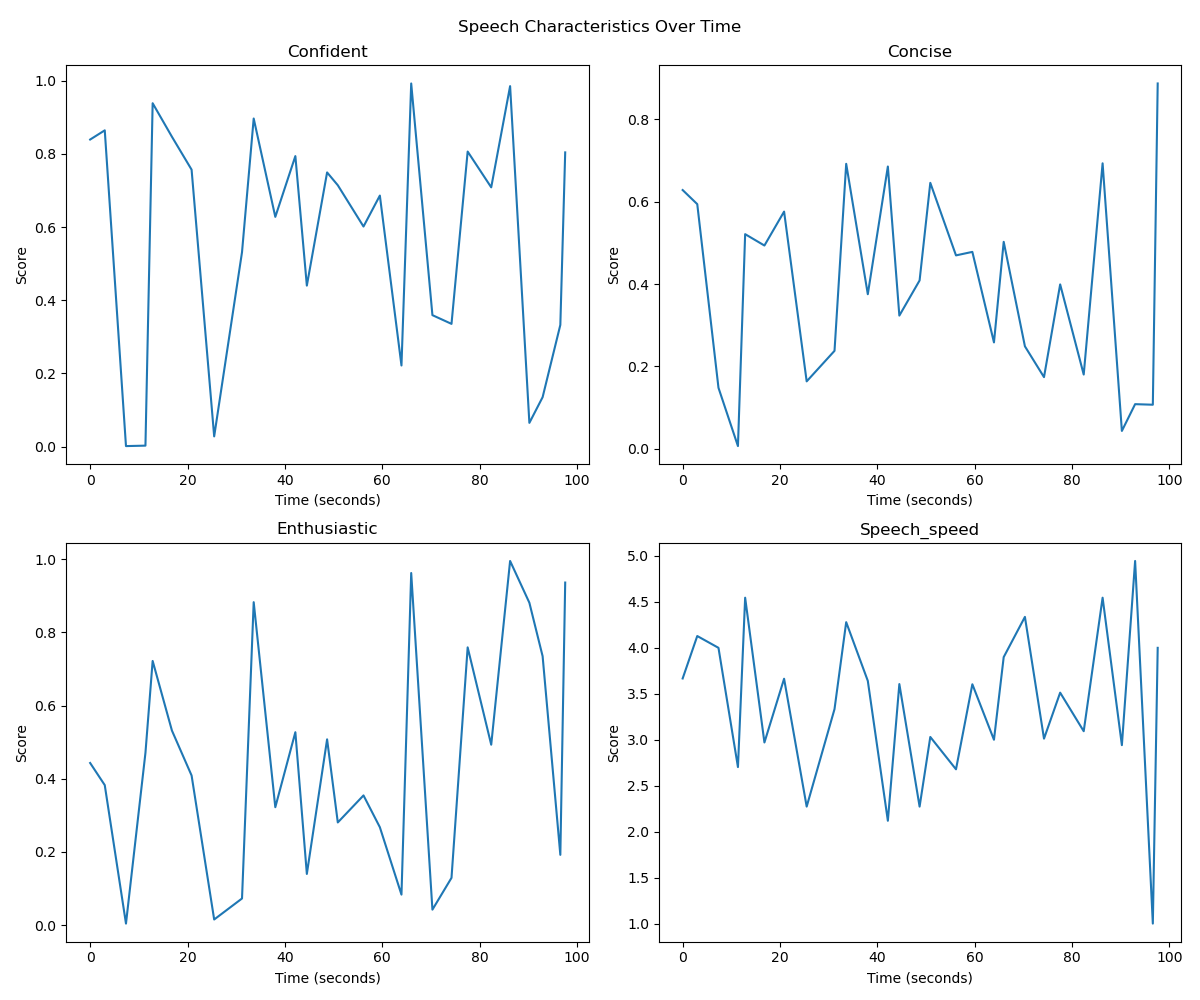 Speech Characteristics Over Time
Confident
1.0
0.8
0.6
0.4
0.2
0.0
Score
0 20 40 60 80 100
Time (seconds)
Concise
0.8
0.6
0.4
0.2
0.0
Score
0 20 40 60 80 100
Time (seconds)
Enthusiastic
1.0
0.8
0.6
0.4
0.2
0.0
Score
0 20 40 60 80 100
Time (seconds)
Speech_speed
5.0
4.5
4.0
3.5
3.0
2.5
2.0
1.5
1.0
Score
0 20 40 60 80 100
Time (seconds)